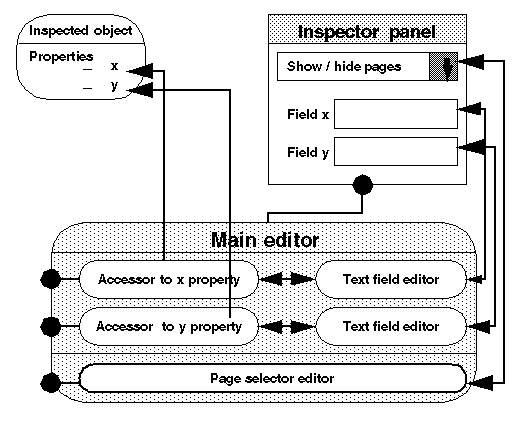 Inspected object
Properties
– x
– y
Inspector panel
Show / hide pages
Field x
Field y
Main editor
Accessor to x property
Text field editor
Accessor to y property
Text field editor
Page selector editor